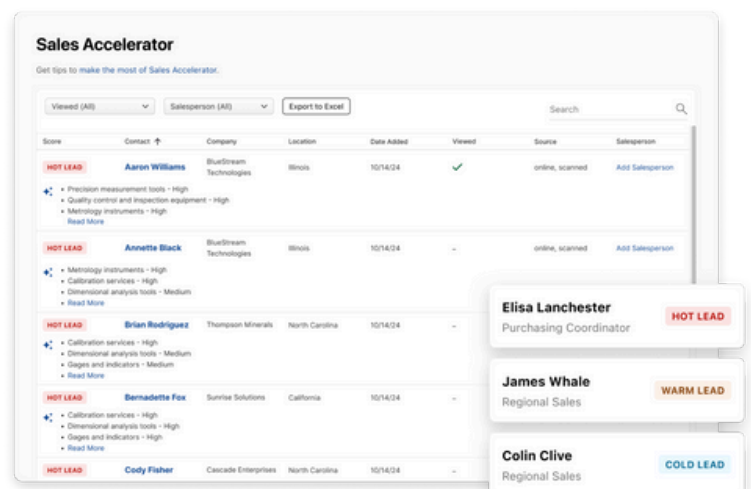 Sales Accelerator
Get tips to make the most of Sales Accelerator.
Viewed (All) Salesperson (All) Export to Excel Search
Score Contact ↑ Company Location Date Added Viewed Source Salesperson
HOT LEAD Aaron Williams BlueStream Technologies Illinois 10/14/24 ✓ online, scanned Add Salesperson
• Precision measurement tools - High
• Quality control and inspection equipment - High
• Metrology instruments - High
Read More
HOT LEAD Annette Black BlueStream Technologies Illinois 10/14/24 - online, scanned Add Salesperson
• Metrology instruments - High
• Calibration services - High
• Dimensional analysis tools - Medium
• Read More
HOT LEAD Brian Rodriguez Thompson Minerals North Carolina 10/14/24 -
• Calibration services - High
• Dimensional analysis tools - Medium
• Gages and indicators - Medium
• Read More
HOT LEAD Bernadette Fox Sunrise Solutions California 10/14/24 -
• Calibration services - High
• Dimensional analysis tools - High
• Gages and indicators - High
• Read More
HOT LEAD Cody Fisher Cascade Enterprises North Carolina 10/14/24 -
Elisa Lanchester
Purchasing Coordinator
HOT LEAD
James Whale
Regional Sales
WARM LEAD
Colin Clive
Regional Sales
COLD LEAD